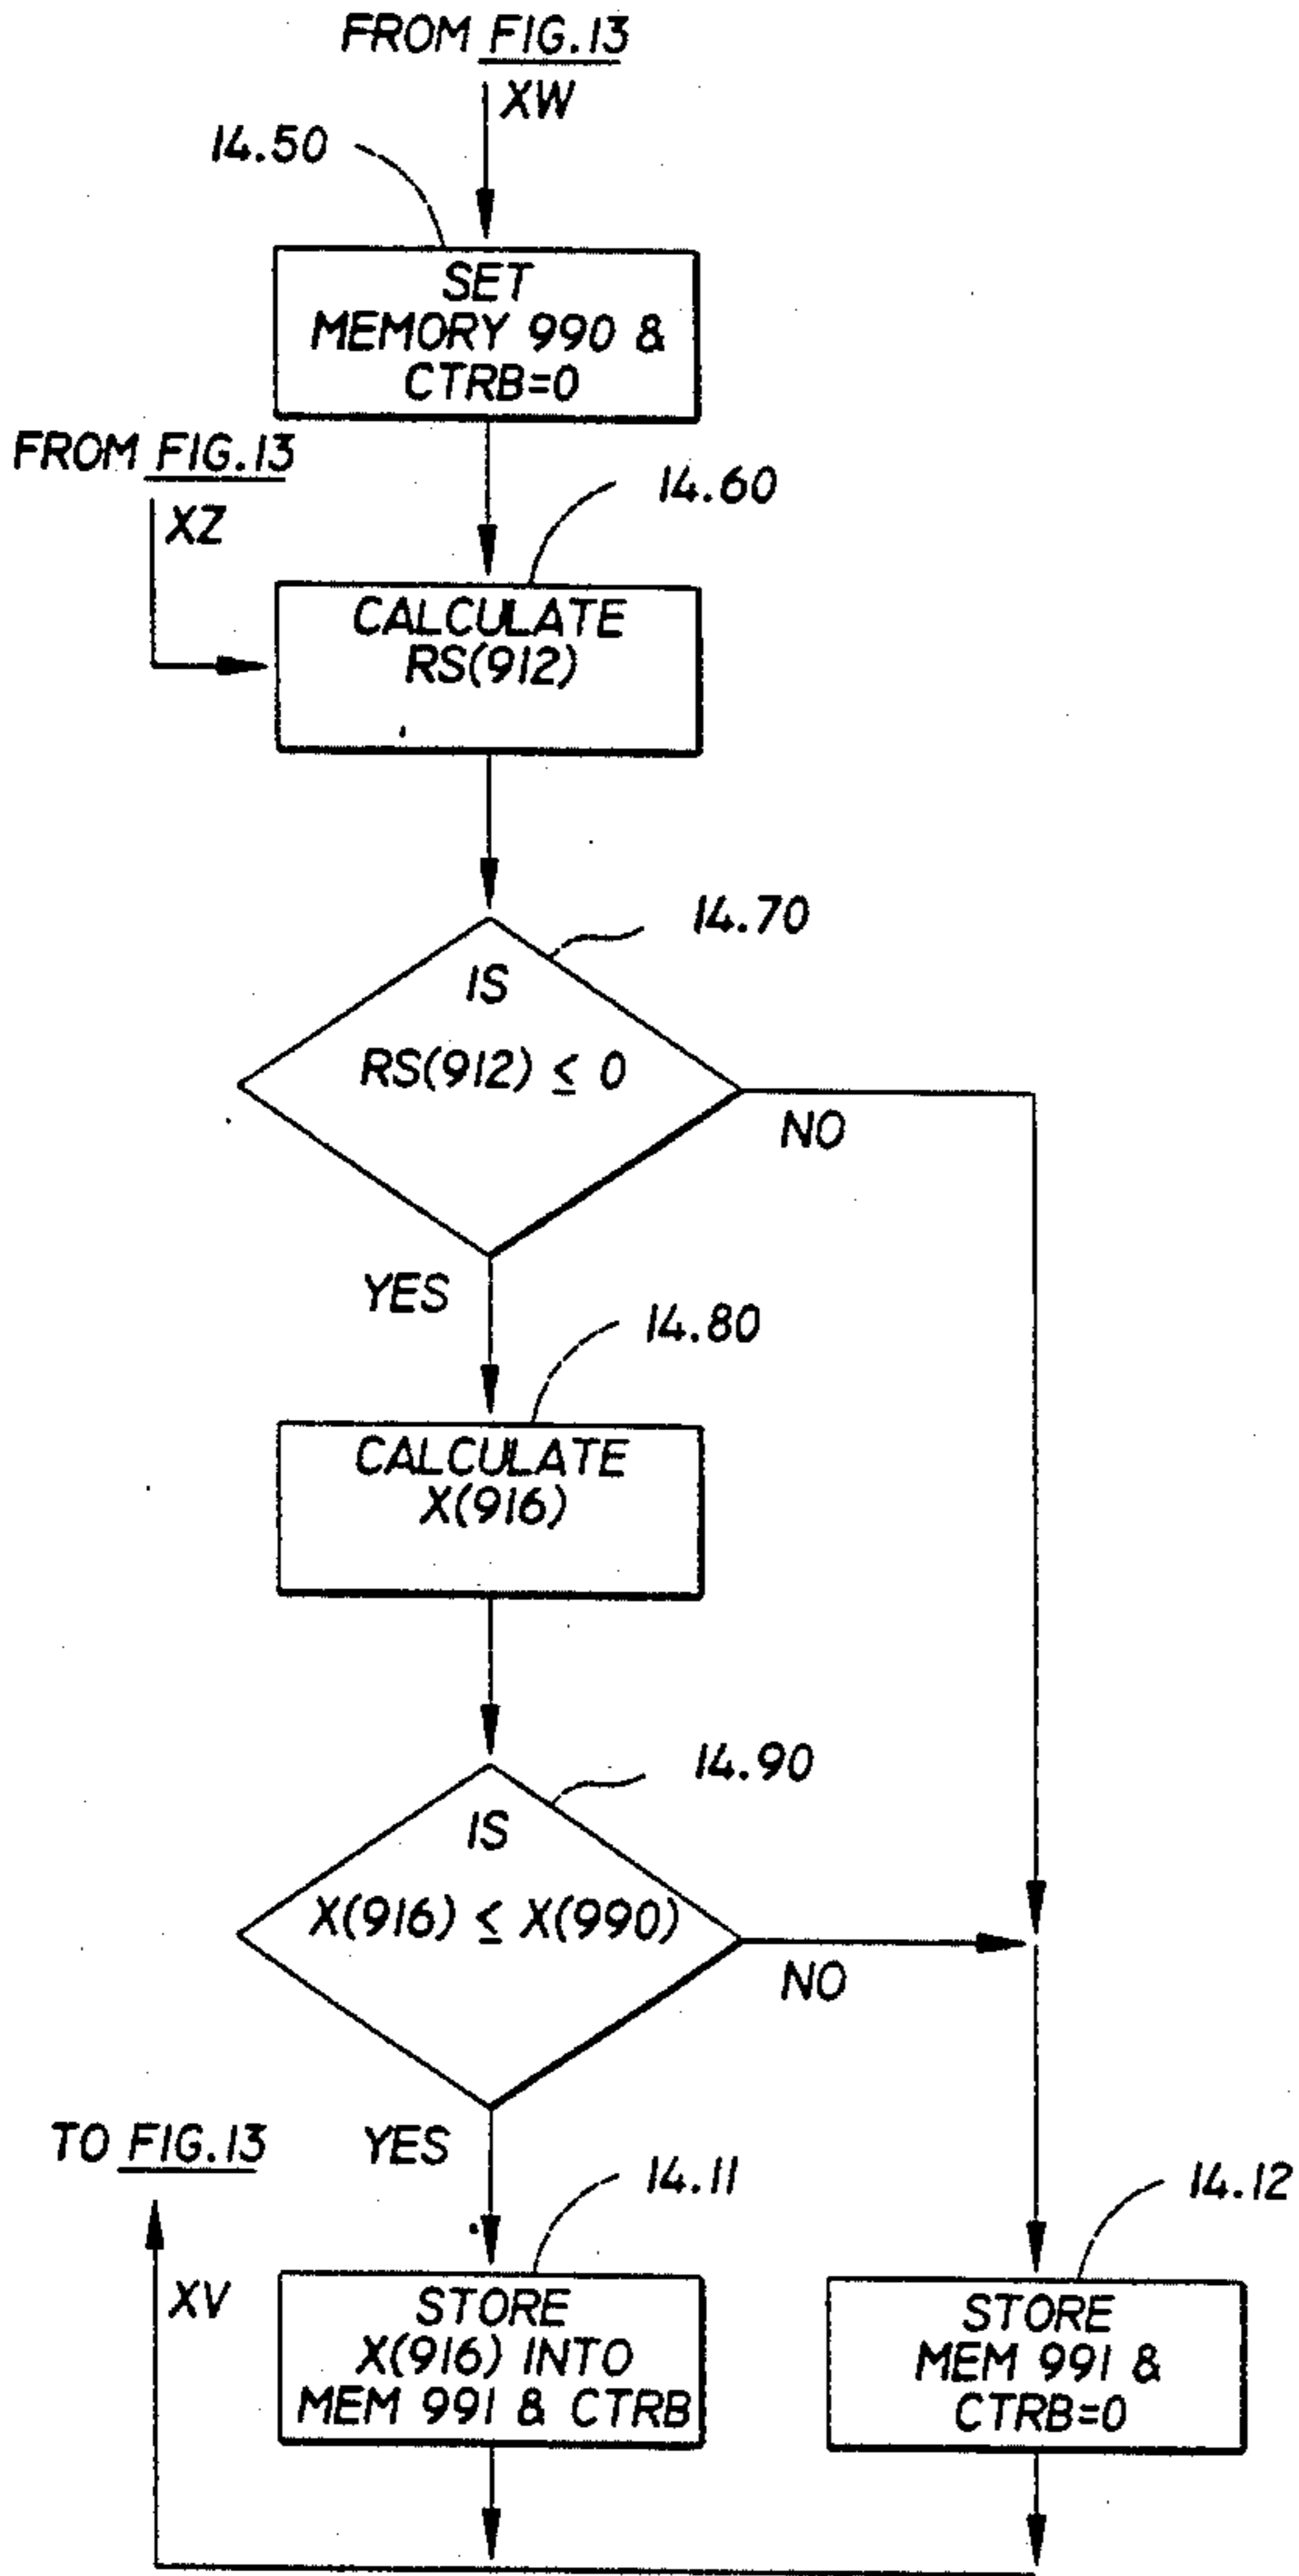 FROM FIG.13
XW
14.50
SET
MEMORY 990 &
CTRB=0
FROM FIG.13
XZ
14.60
CALCULATE
RS(912)
14.70
IS
RS(912) ≤ 0
NO
YES
14.80
CALCULATE
X(916)
14.90
IS
X(916) ≤ X(990)
NO
YES
TO FIG.13
XV
14.11
STORE
X(916) INTO
MEM 991 & CTRB
14.12
STORE
MEM 991 &
CTRB=0